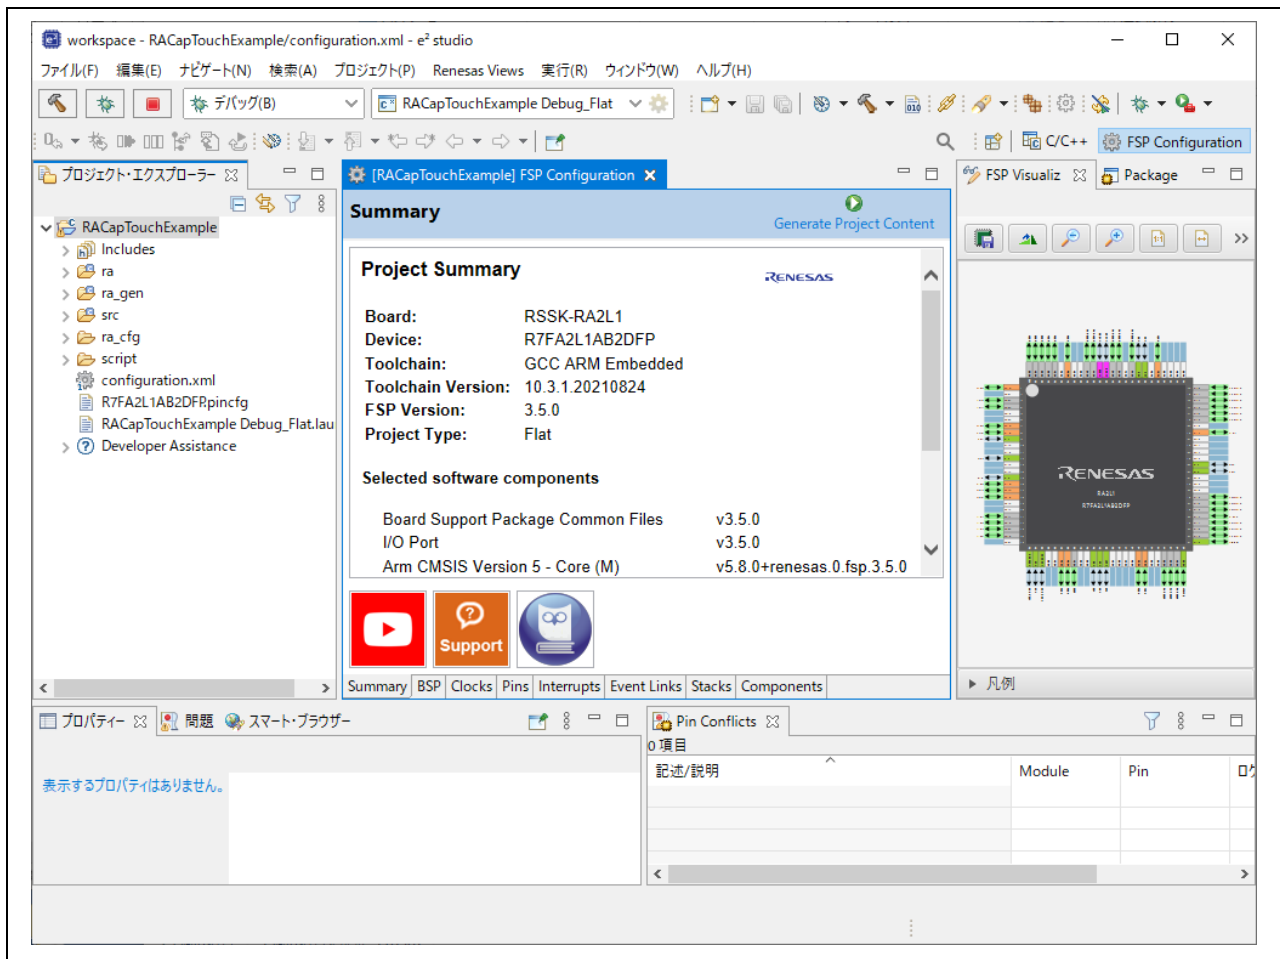 workspace - RACapTouchExample/configuration.xml - e² studio
ファイル(F) 編集(E) ナビゲート(N) 検索(A) プロジェクト(P) Renesas Views 実行(R) ウィンドウ(W) ヘルプ(H)
デバッグ(B) RACapTouchExample Debug_Flat
C/C++ FSP Configuration
プロジェクト・エクスプローラー
RACapTouchExample
Includes
ra
ra_gen
src
ra_cfg
script
configuration.xml
R7FA2L1AB2DFP.pincfg
RACapTouchExample Debug_Flat.lau
Developer Assistance
[RACapTouchExample] FSP Configuration
Summary
Generate Project Content
Project Summary
RENESAS
Board: RSSK-RA2L1
Device: R7FA2L1AB2DFP
Toolchain: GCC ARM Embedded
Toolchain Version: 10.3.1.20210824
FSP Version: 3.5.0
Project Type: Flat
Selected software components
Board Support Package Common Files v3.5.0
I/O Port v3.5.0
Arm CMSIS Version 5 - Core (M) v5.8.0+renesas.0.fsp.3.5.0
Support
Summary BSP Clocks Pins Interrupts Event Links Stacks Components
FSP Visualiz Package
RENESAS
RA2L1
R7FA2L1AB2DFP
凡例
プロパティー 問題 スマート・ブラウザー
表示するプロパティはありません。
Pin Conflicts
0 項目
記述/説明 Module Pin ロケ